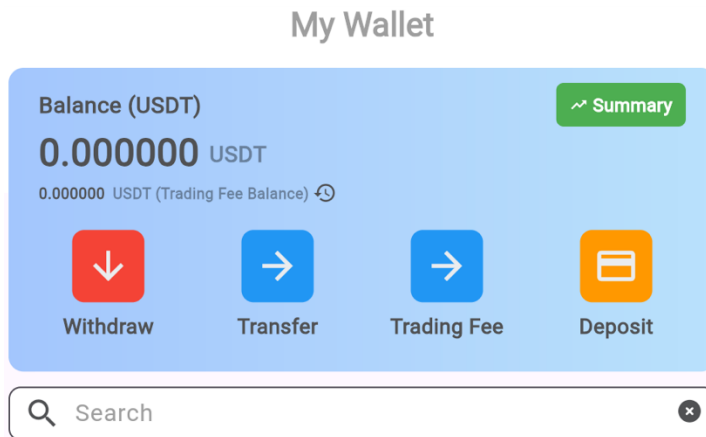 My Wallet
Balance (USDT)
Summary
0.000000 USDT
0.000000 USDT (Trading Fee Balance)
Withdraw Transfer Trading Fee Deposit
Search